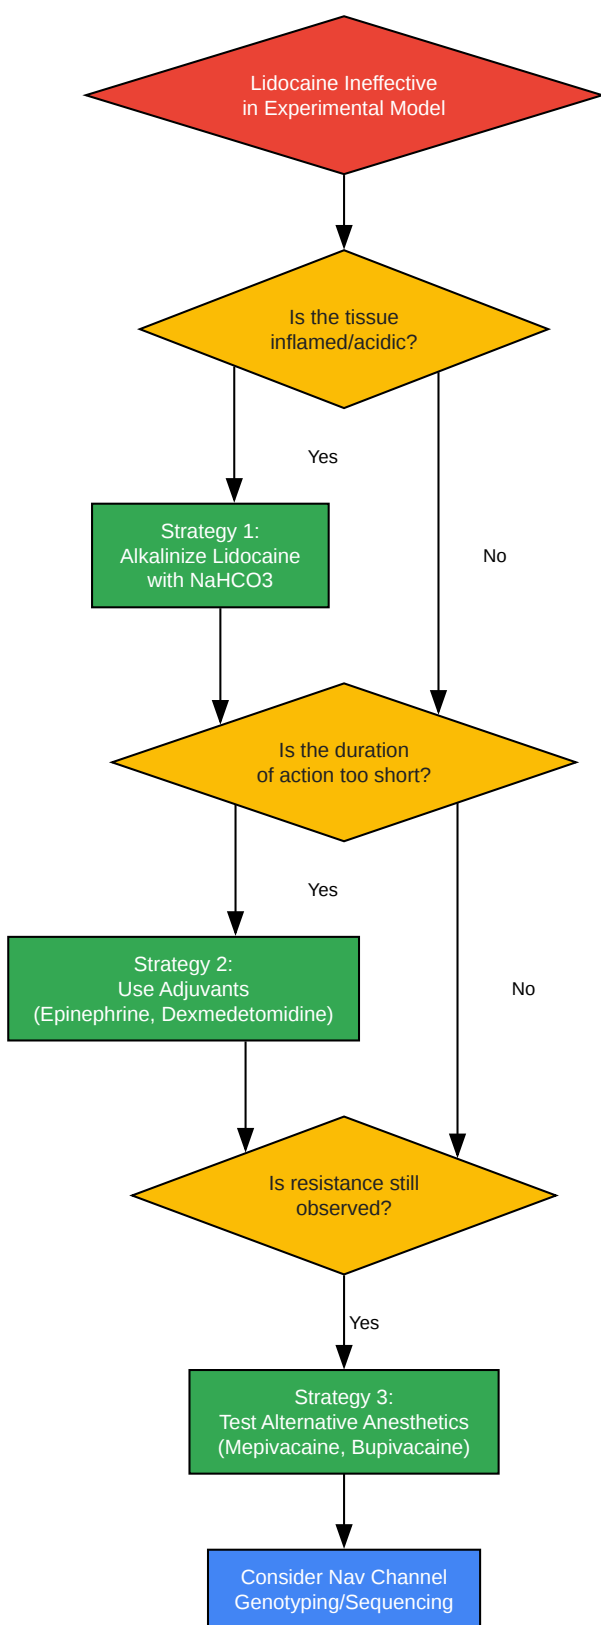 Lidocaine Ineffective
in Experimental Model
Is the tissue
inflamed/acidic?
Yes
Strategy 1:
Alkalinize Lidocaine
with NaHCO3
No
Is the duration
of action too short?
Yes
Strategy 2:
Use Adjuvants
(Epinephrine, Dexmedetomidine)
No
Is resistance still
observed?
Yes
Strategy 3:
Test Alternative Anesthetics
(Mepivacaine, Bupivacaine)
Consider Nav Channel
Genotyping/Sequencing